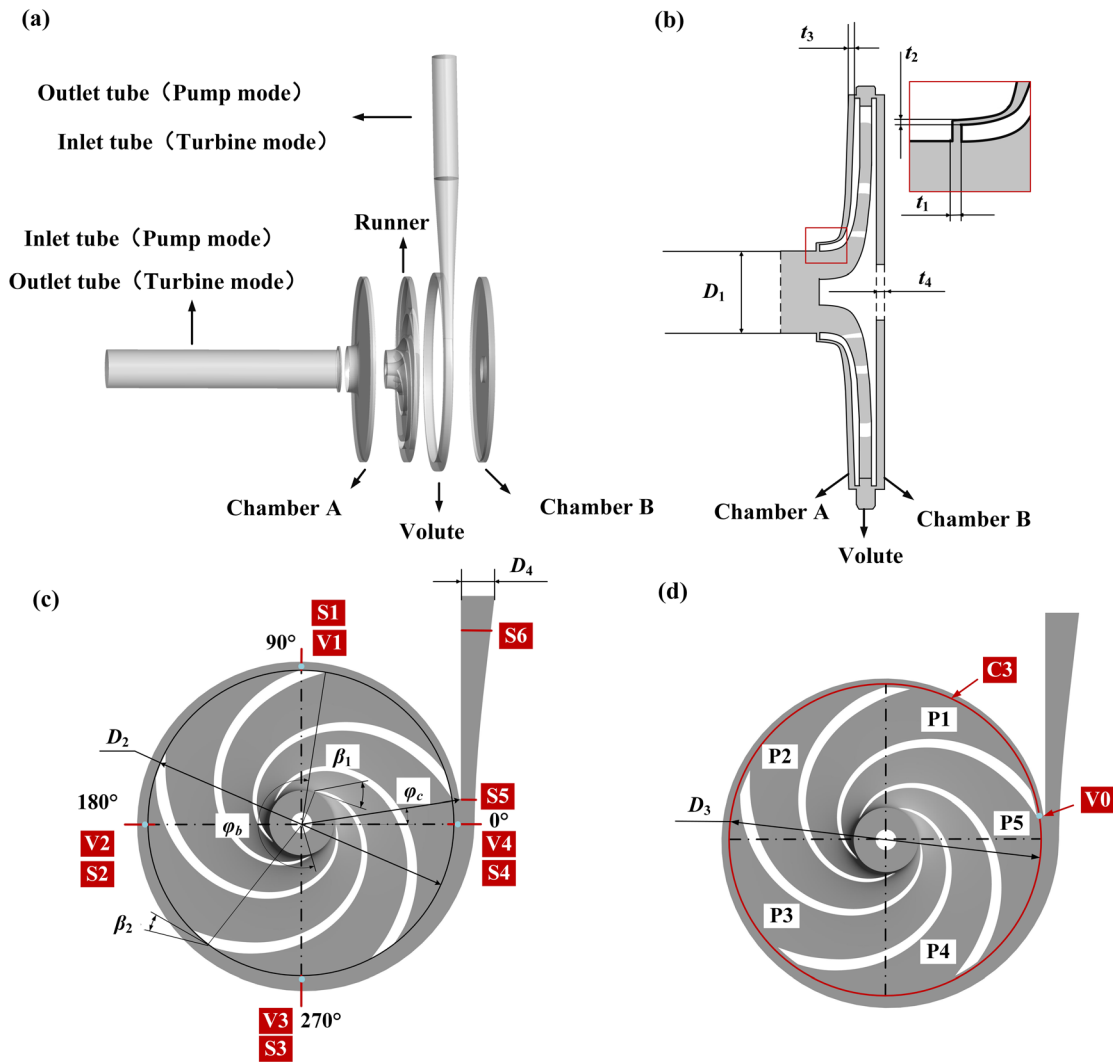 (a)
Outlet tube（Pump mode）
Inlet tube（Turbine mode）
Inlet tube（Pump mode）
Outlet tube（Turbine mode）
Runner
Chamber A
Volute
Chamber B
(b)
t3
t2
t1
D1
t4
Chamber A
Chamber B
Volute
(c)
D4
S1
V1
90°
S6
D2
β1
φc
S5
180°
0°
φb
V2
S2
V4
S4
β2
V3
270°
S3
(d)
C3
P1
P2
D3
V0
P5
P3
P4